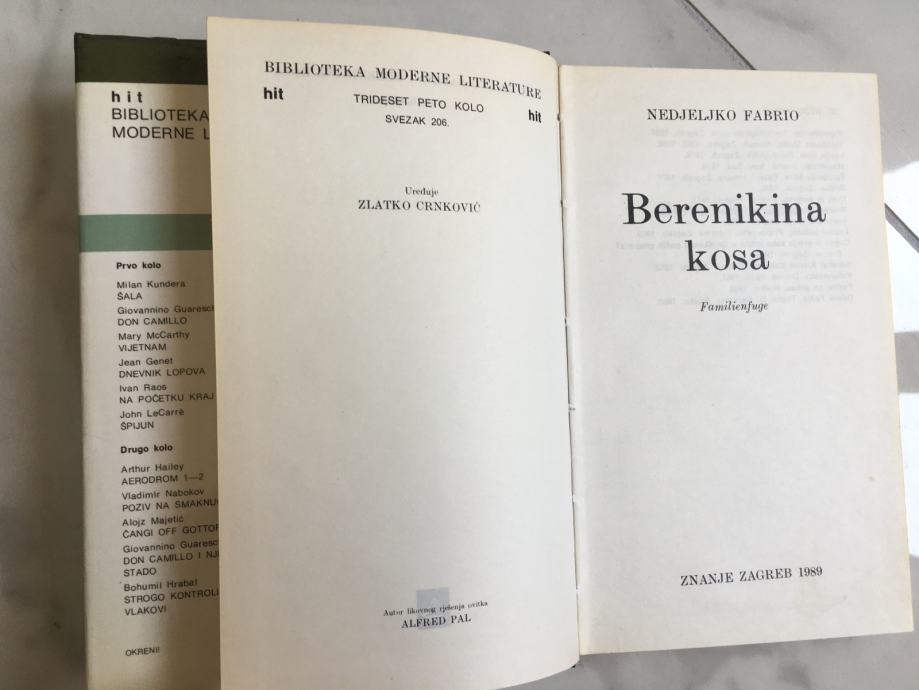 hit
BIBLIOTEKA
MODERNE L
Prvo kolo
Milan Kundera
ŠALA
Giovannino Guaresch
DON CAMILLO
Mary McCarthy
VIJETNAM
Jean Genet
DNEVNIK LOPOVA
Ivan Raos
NA POČETKU KRAJ
John LeCarrè
ŠPIJUN
Drugo kolo
Arthur Hailey
AERODROM 1—2
Vladimir Nabokov
POZIV NA SMAKNU
Alojz Majetić
ČANGI OFF GOTTOF
Giovannino Guaresc
DON CAMILLO I NJ
STADO
Bohumil Hrabal
STROGO KONTROLI
VLAKOVI
OKRENI!
BIBLIOTEKA MODERNE LITERATURE
hit
TRIDESET PETO KOLO
hit
SVEZAK 206.
Uređuje
ZLATKO CRNKOVIĆ
Autor likovnog rješenja ovitka
ALFRED PAL
NEDJELJKO FABRIO
Berenikina
kosa
Familienfuge
ZNANJE ZAGREB 1989